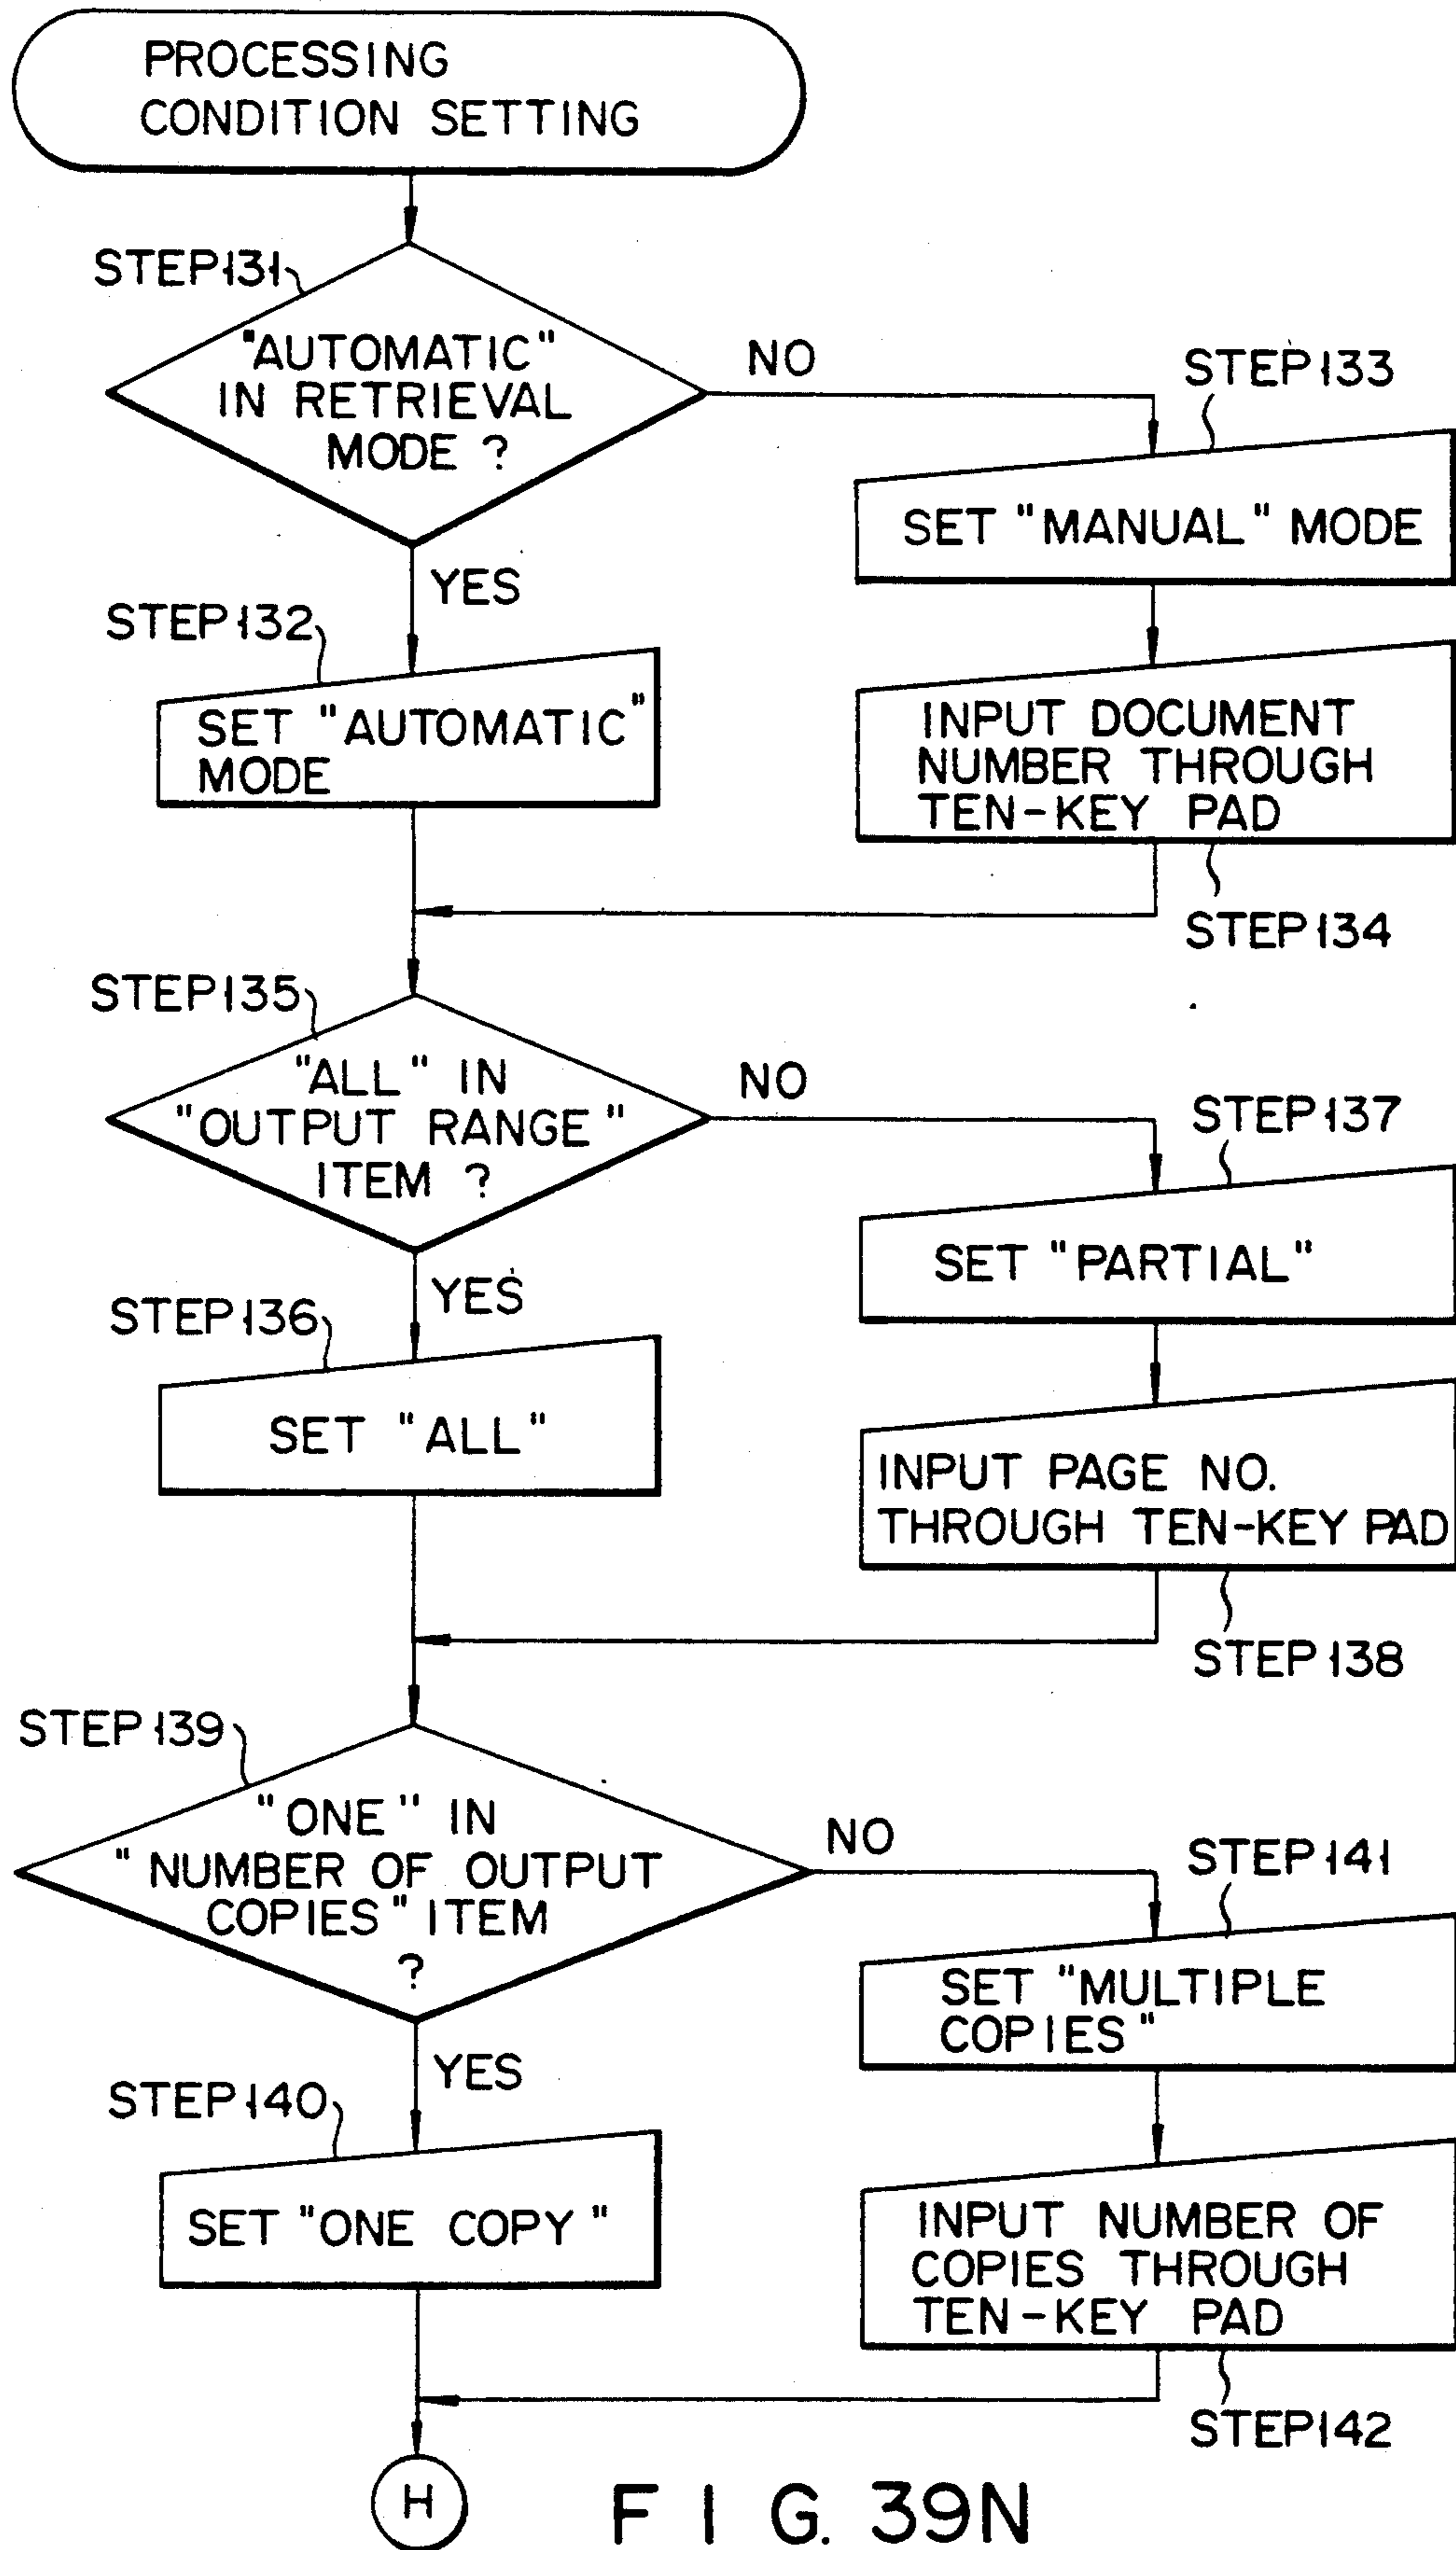 PROCESSING
CONDITION SETTING
STEP131
"AUTOMATIC"
IN RETRIEVAL
MODE ?
NO
YES
STEP133
SET "MANUAL" MODE
STEP132
SET "AUTOMATIC"
MODE
INPUT DOCUMENT
NUMBER THROUGH
TEN-KEY PAD
STEP134
STEP135
"ALL" IN
"OUTPUT RANGE"
ITEM ?
NO
YES
STEP137
SET "PARTIAL"
STEP136
SET "ALL"
INPUT PAGE NO.
THROUGH TEN-KEY PAD
STEP138
STEP139
"ONE" IN
"NUMBER OF OUTPUT
COPIES" ITEM
?
NO
YES
STEP141
SET "MULTIPLE
COPIES"
STEP140
SET "ONE COPY"
INPUT NUMBER OF
COPIES THROUGH
TEN-KEY PAD
STEP142
H
FIG. 39N